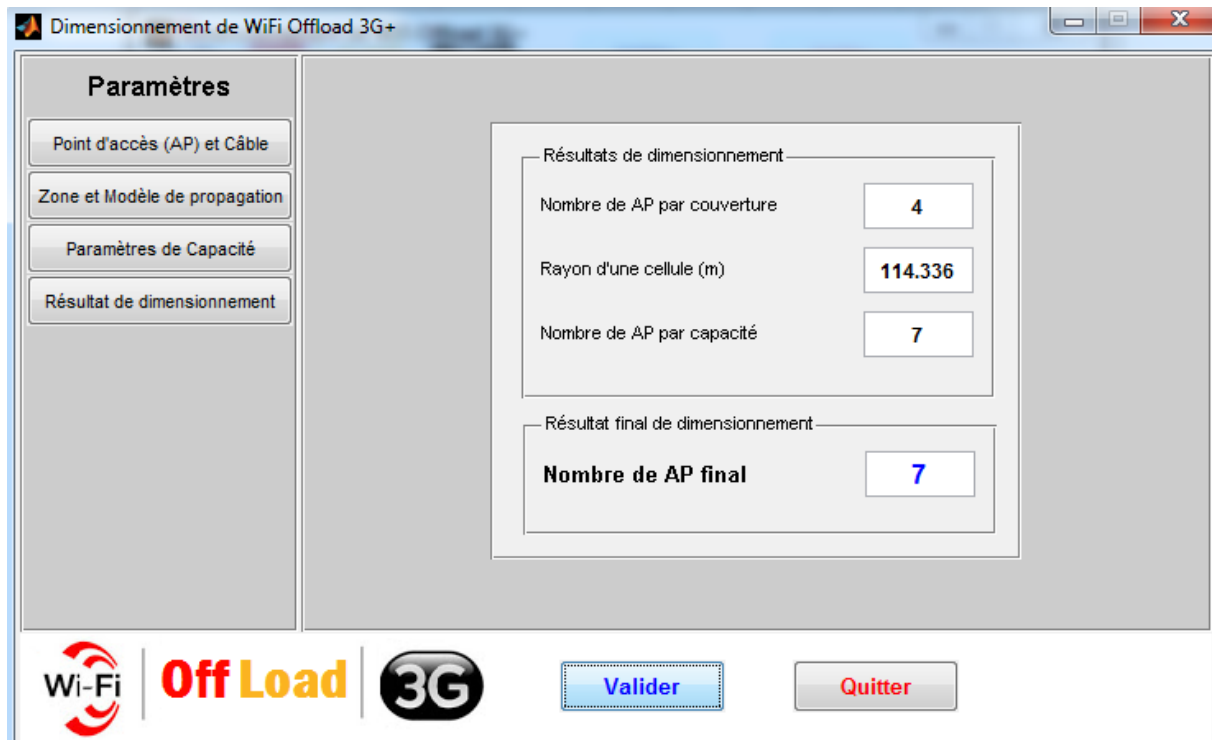 Dimensionnement de WiFi Offload 3G+
Paramètres
Point d'accès (AP) et Câble
Zone et Modèle de propagation
Paramètres de Capacité
Résultat de dimensionnement
Résultats de dimensionnement
Nombre de AP par couverture 4
Rayon d'une cellule (m) 114.336
Nombre de AP par capacité 7
Résultat final de dimensionnement
Nombre de AP final 7
Wi-Fi OffLoad 3G Valider Quitter